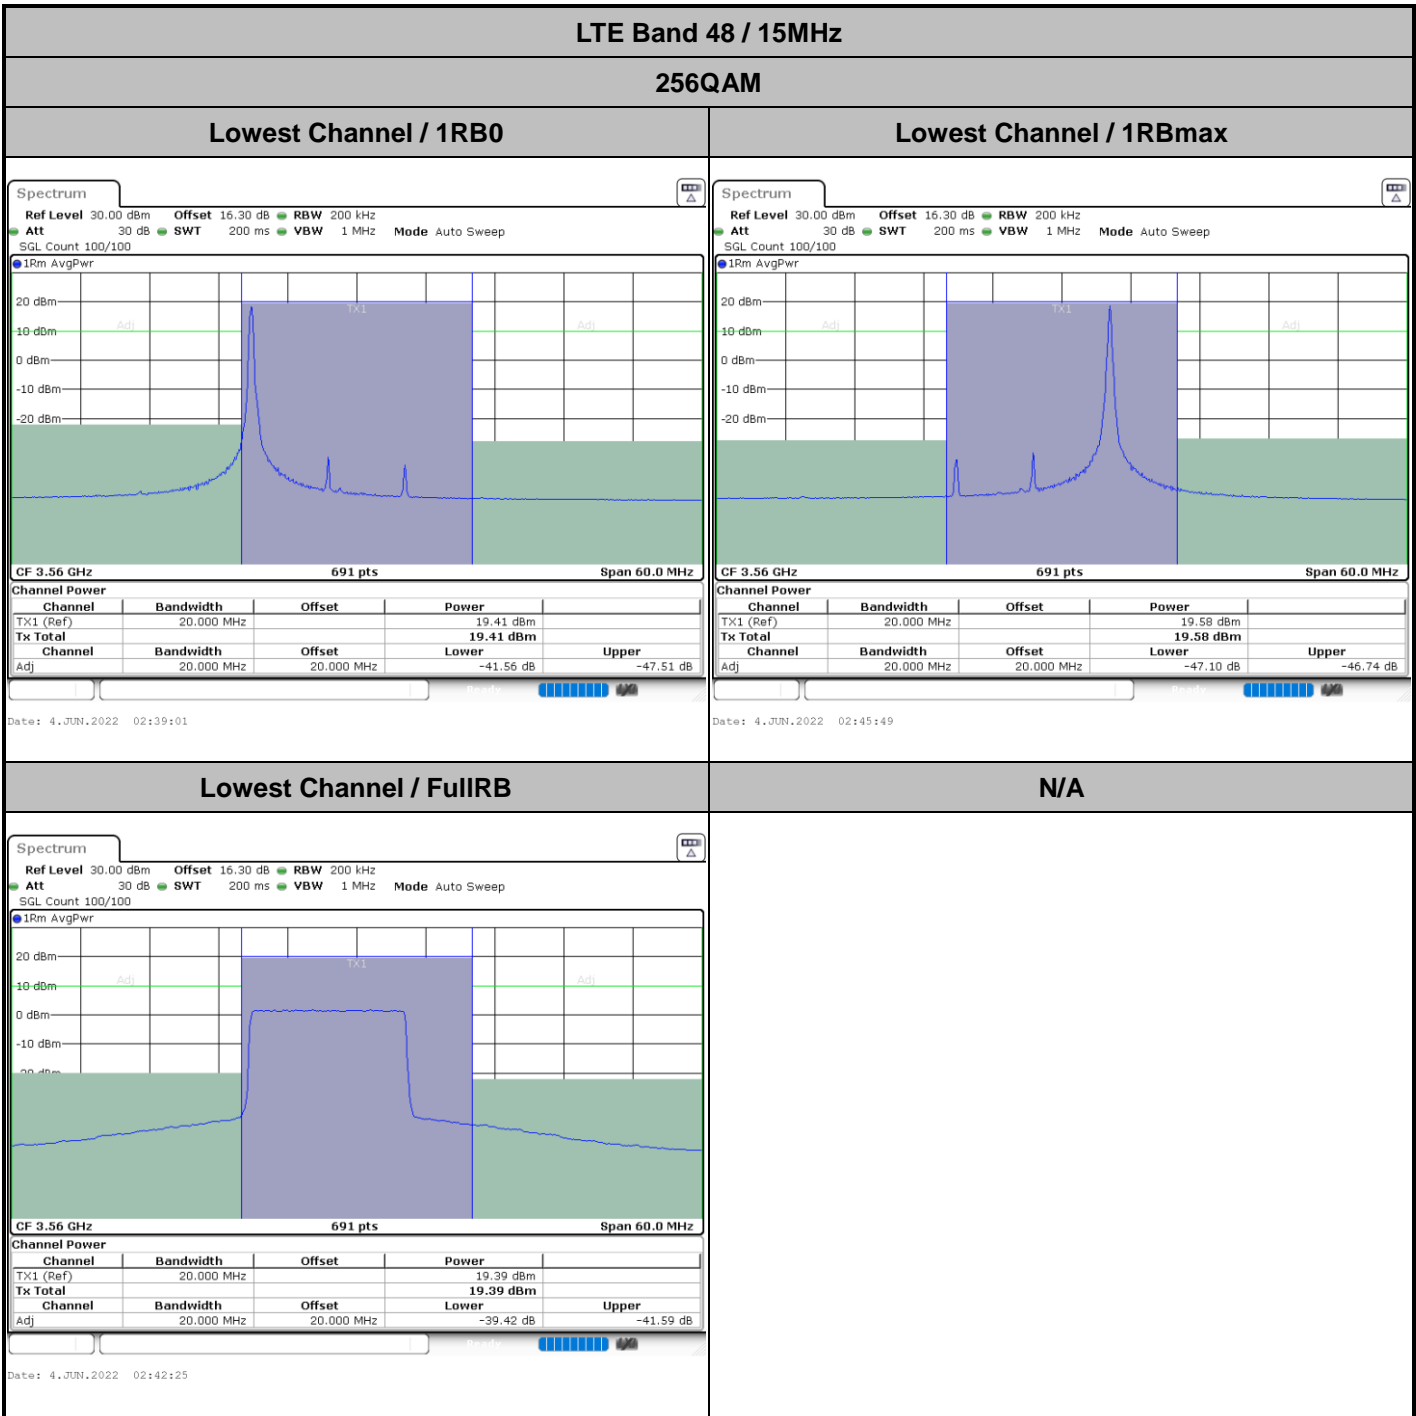 LTE Band 48 / 15MHz
256QAM
Lowest Channel / 1RB0
Lowest Channel / 1RBmax
Spectrum
Ref Level 30.00 dBm Offset 16.30 dB RBW 200 kHz
Att 30 dB SWT 200 ms VBW 1 MHz Mode Auto Sweep
SGL Count 100/100
1Rm AvgPwr
TX1
Adj
Adj
20 dBm
10 dBm
0 dBm
-10 dBm
-20 dBm
CF 3.56 GHz 691 pts Span 60.0 MHz
Channel Power
Channel Bandwidth Offset Power
TX1 (Ref) 20.000 MHz 19.41 dBm
Tx Total 19.41 dBm
Channel Bandwidth Offset Lower Upper
Adj 20.000 MHz 20.000 MHz -41.56 dB -47.51 dB
Ready
Date: 4.JUN.2022 02:39:01
Spectrum
Ref Level 30.00 dBm Offset 16.30 dB RBW 200 kHz
Att 30 dB SWT 200 ms VBW 1 MHz Mode Auto Sweep
SGL Count 100/100
1Rm AvgPwr
TX1
Adj
Adj
20 dBm
10 dBm
0 dBm
-10 dBm
-20 dBm
CF 3.56 GHz 691 pts Span 60.0 MHz
Channel Power
Channel Bandwidth Offset Power
TX1 (Ref) 20.000 MHz 19.58 dBm
Tx Total 19.58 dBm
Channel Bandwidth Offset Lower Upper
Adj 20.000 MHz 20.000 MHz -47.10 dB -46.74 dB
Ready
Date: 4.JUN.2022 02:45:49
Lowest Channel / FullRB
N/A
Spectrum
Ref Level 30.00 dBm Offset 16.30 dB RBW 200 kHz
Att 30 dB SWT 200 ms VBW 1 MHz Mode Auto Sweep
SGL Count 100/100
1Rm AvgPwr
20 dBm
TX1
Adj
Adj
10 dBm
0 dBm
-10 dBm
-20 dBm
CF 3.56 GHz 691 pts Span 60.0 MHz
Channel Power
Channel Bandwidth Offset Power
TX1 (Ref) 20.000 MHz 19.39 dBm
Tx Total 19.39 dBm
Channel Bandwidth Offset Lower Upper
Adj 20.000 MHz 20.000 MHz -39.42 dB -41.59 dB
Ready
Date: 4.JUN.2022 02:42:25